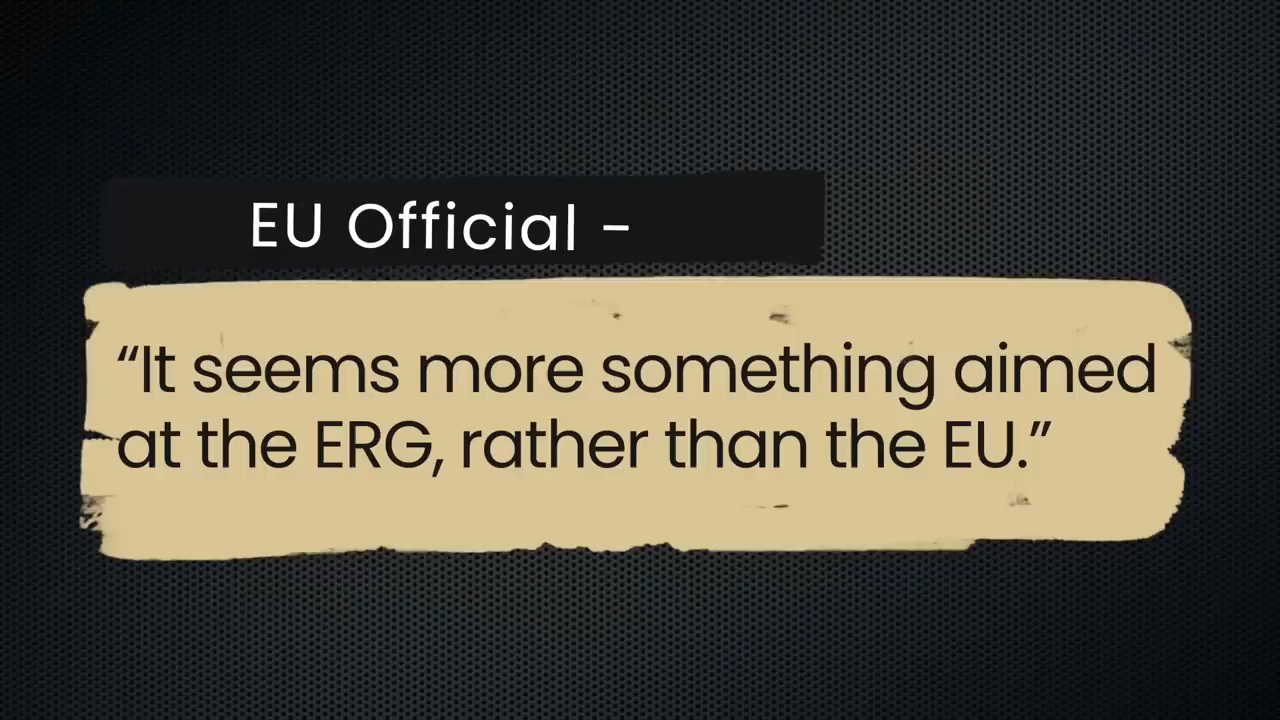 EU Official -
“It seems more something aimed
at the ERG, rather than the EU.”